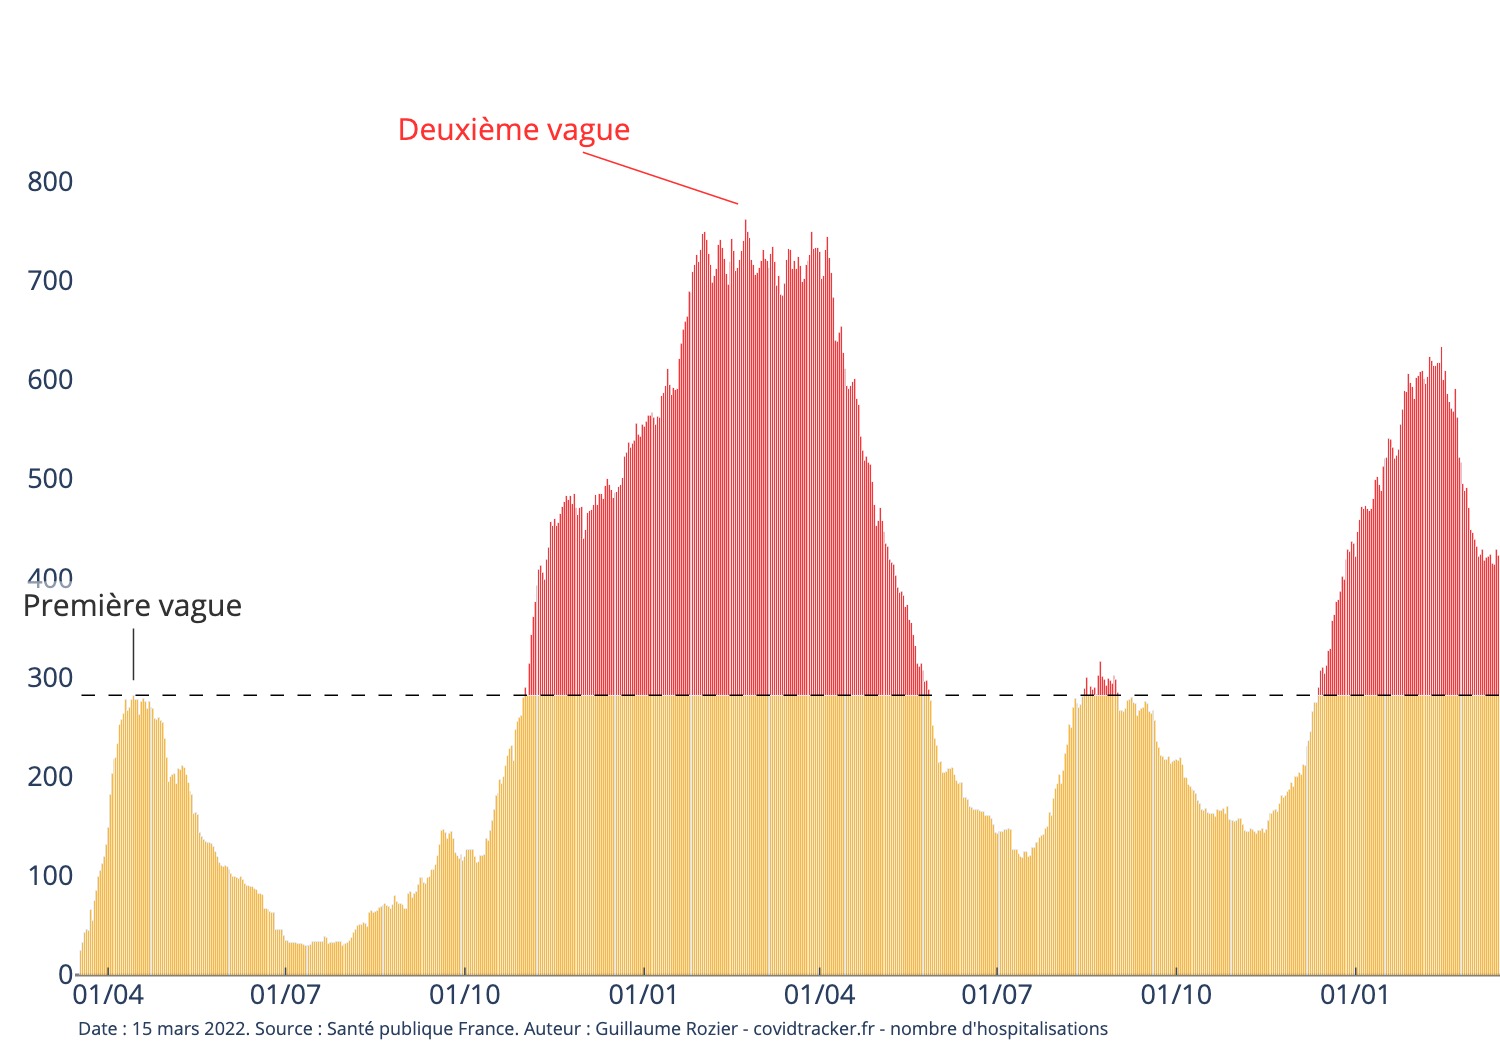 Deuxième vague
800
700
600
500
400
Première vague
300
200
100
0
01/04 01/07 01/10 01/01 01/04 01/07 01/10 01/01
Date : 15 mars 2022. Source : Santé publique France. Auteur : Guillaume Rozier - covidtracker.fr - nombre d'hospitalisations